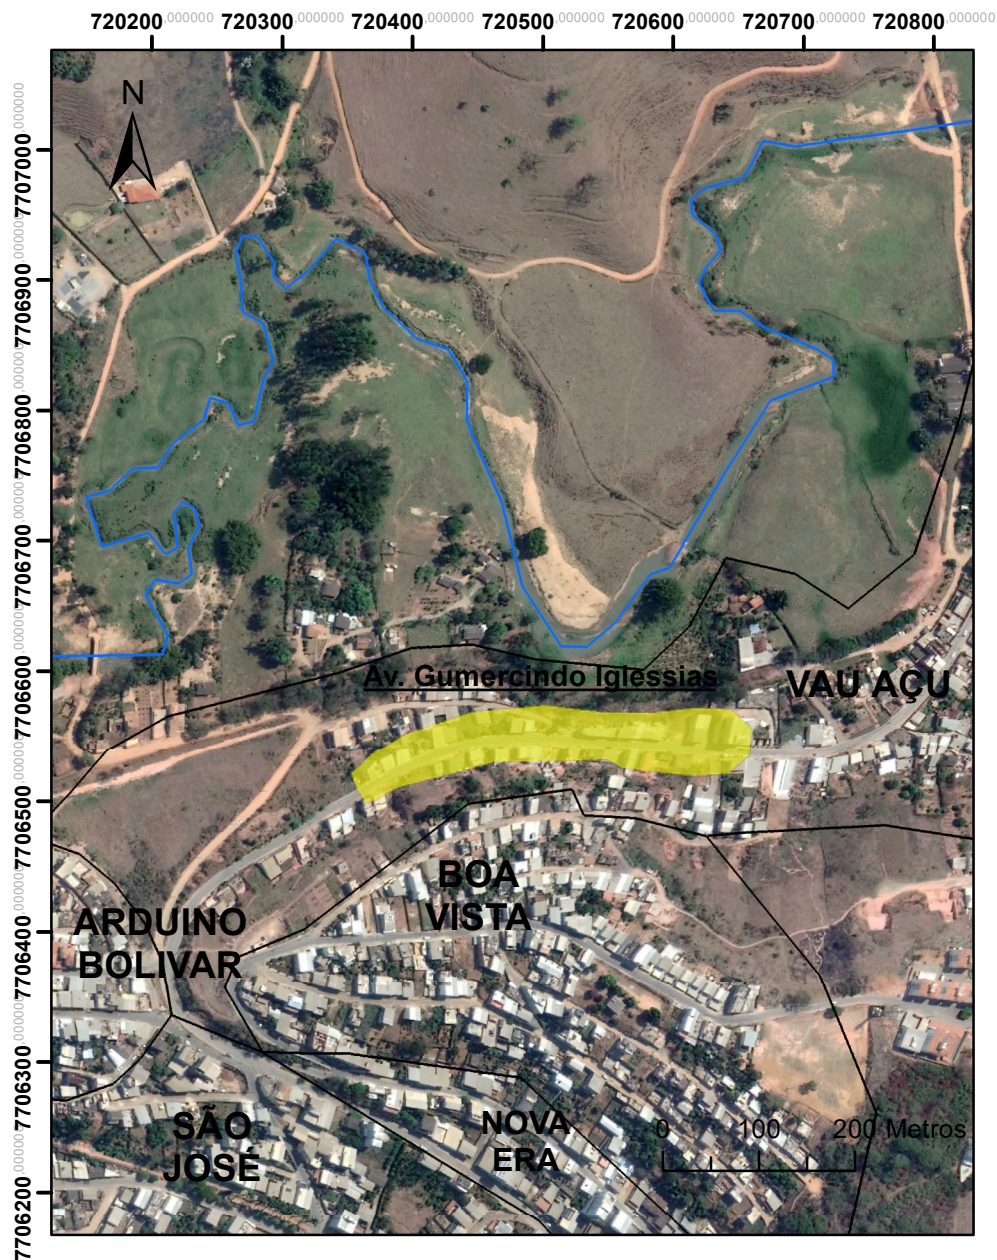 720200,000000 720300,000000 720400,000000 720500,000000 720600,000000 720700,000000 720800,000000
N
7707000,000000
7706900,000000
7706800,000000
7706700,000000
7706600,000000
7706500,000000
7706400,000000
7706300,000000
7706200,000000
Av. Gumercindo Iglessias
VAU AÇU
BOA
VISTA
ARDUINO
BOLIVAR
SÃO
JOSÉ
NOVA
ERA
0 100 200 Metros